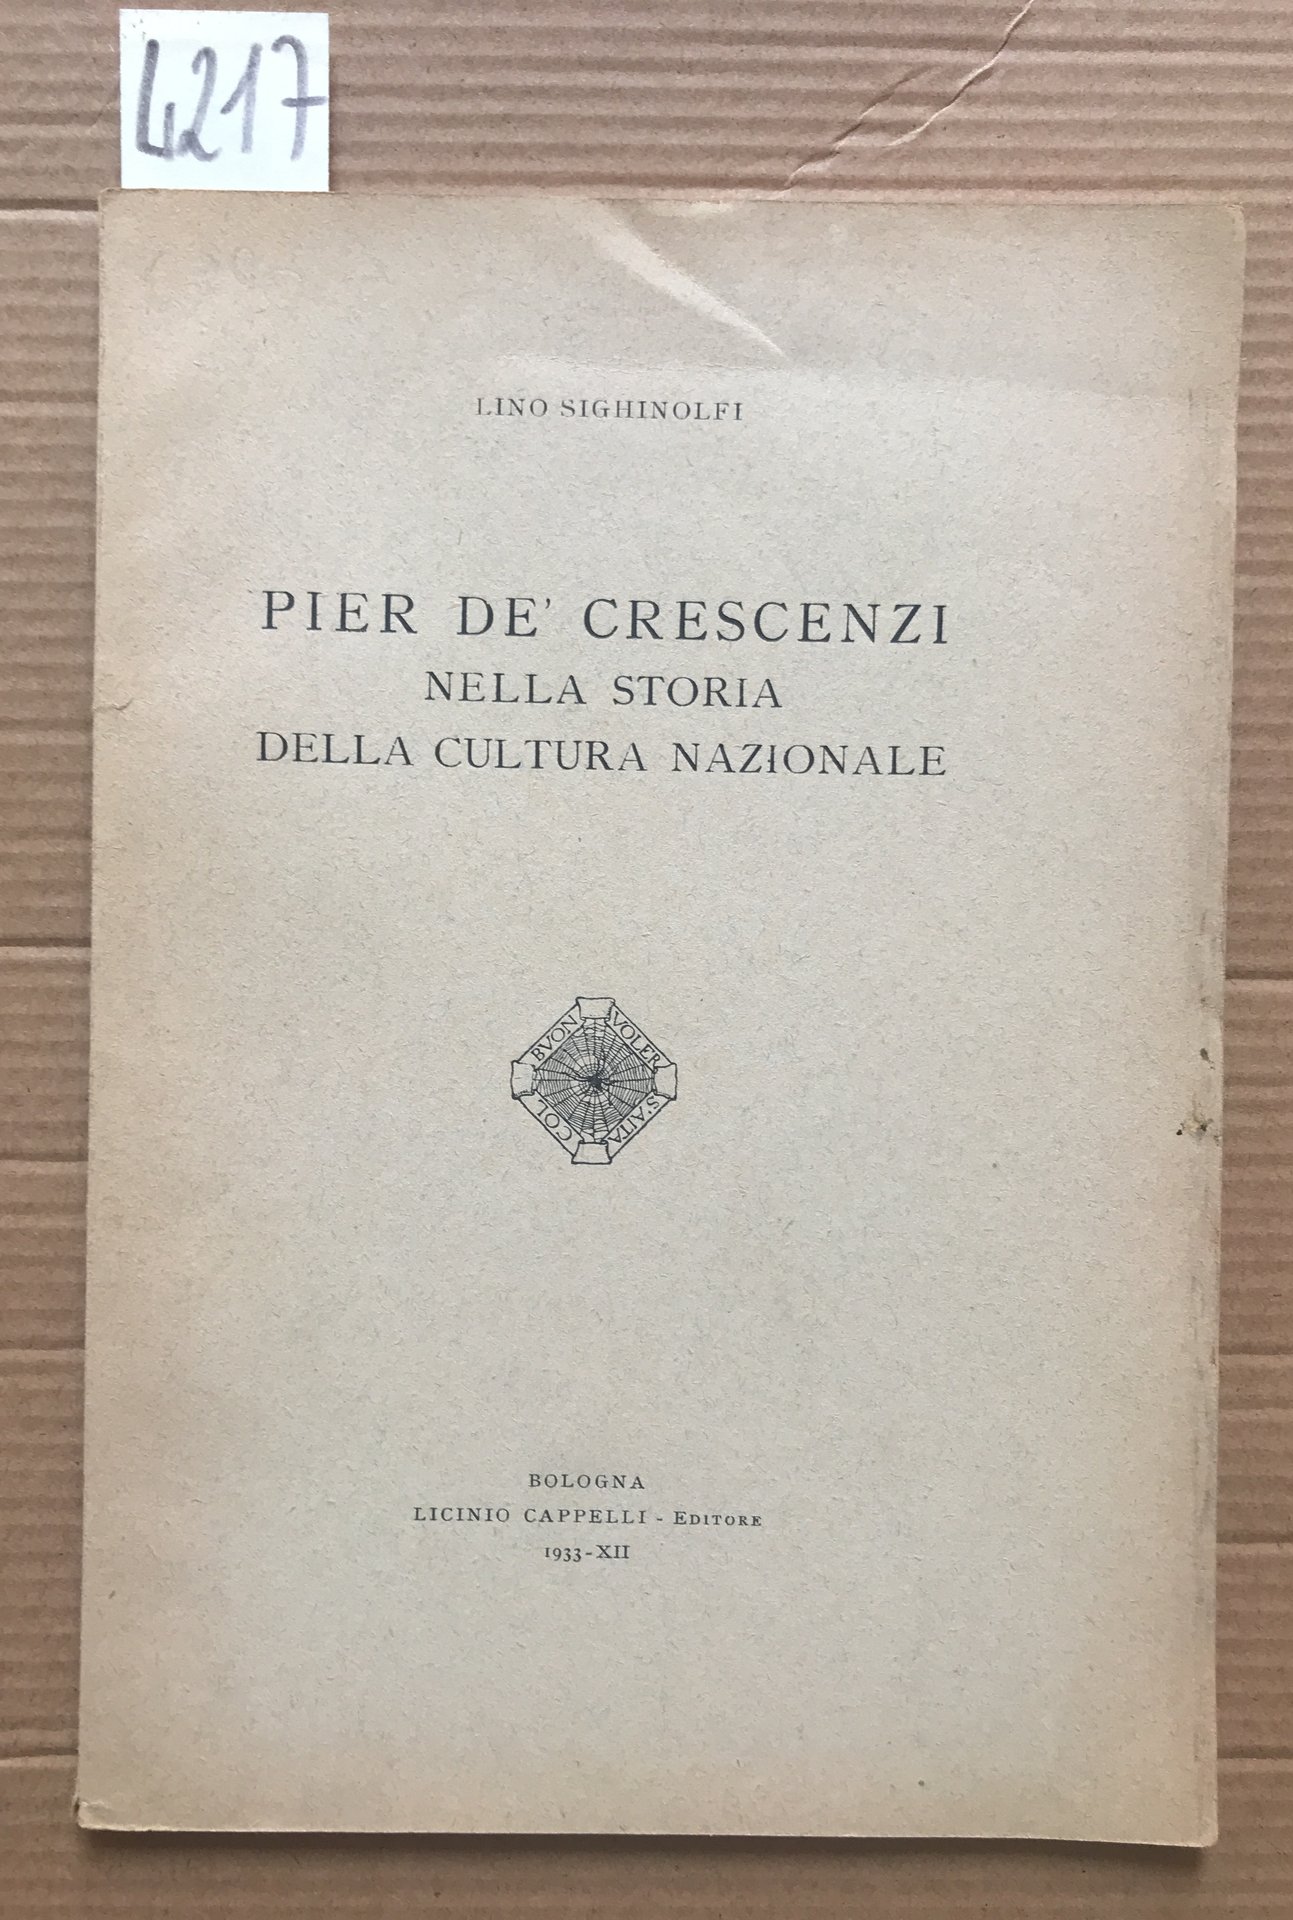 4217
LINO SIGHINOLFI
PIER DE' CRESCENZI
NELLA STORIA
DELLA CULTURA NAZIONALE
COL BVON VOLER S'AITA
BOLOGNA
LICINIO CAPPELLI - EDITORE
1933-XII